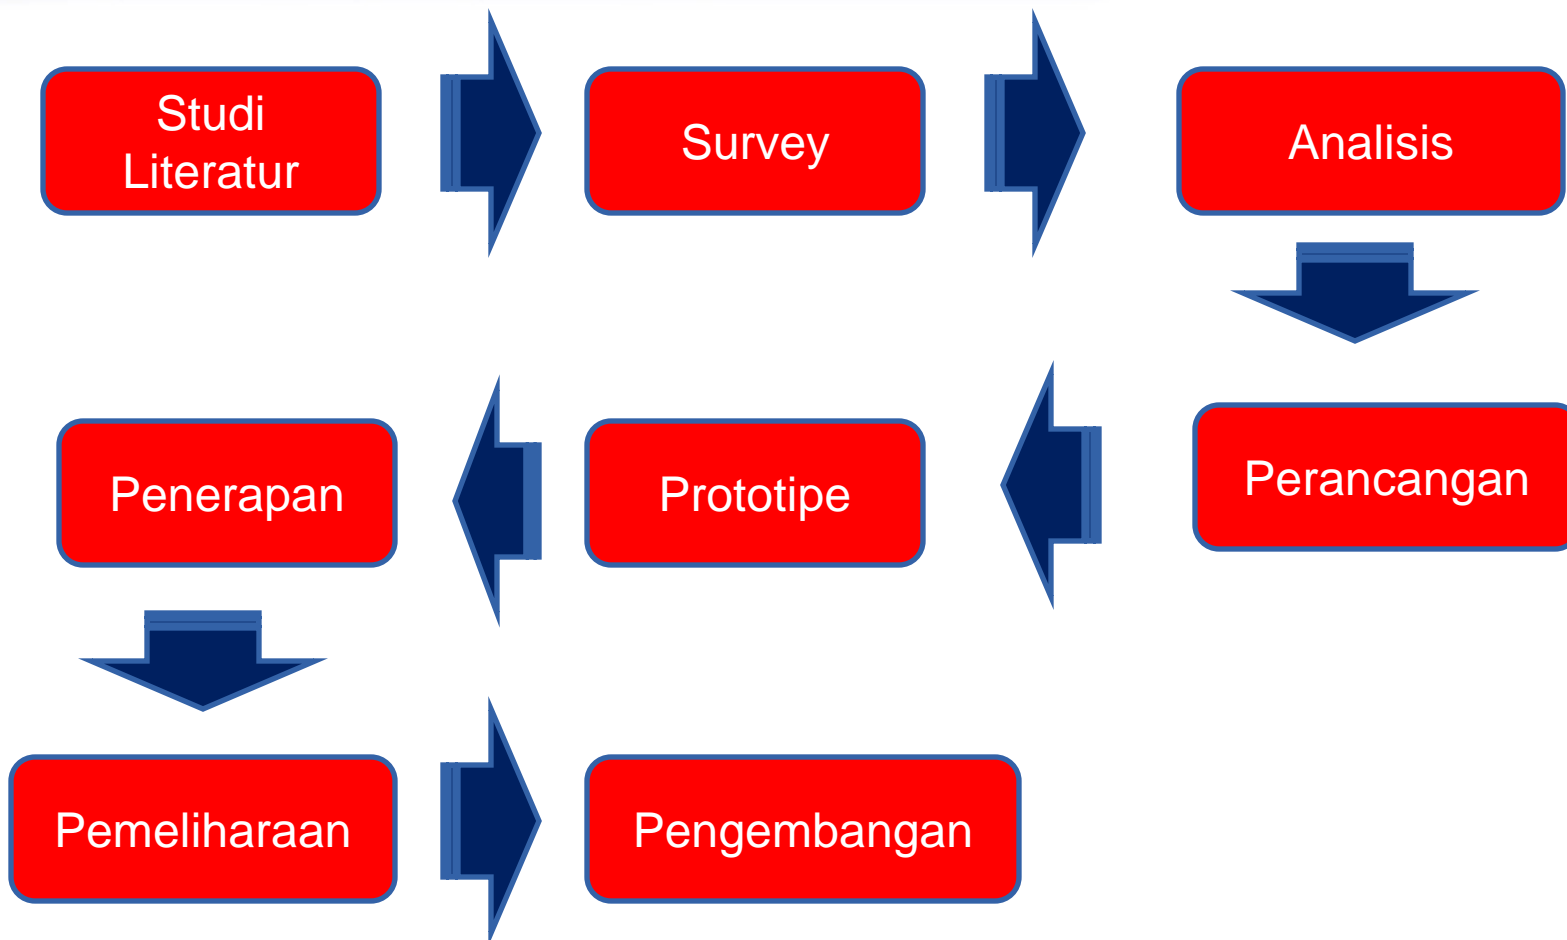 Studi
Literatur
Survey
Analisis
Perancangan
Prototipe
Penerapan
Pemeliharaan
Pengembangan